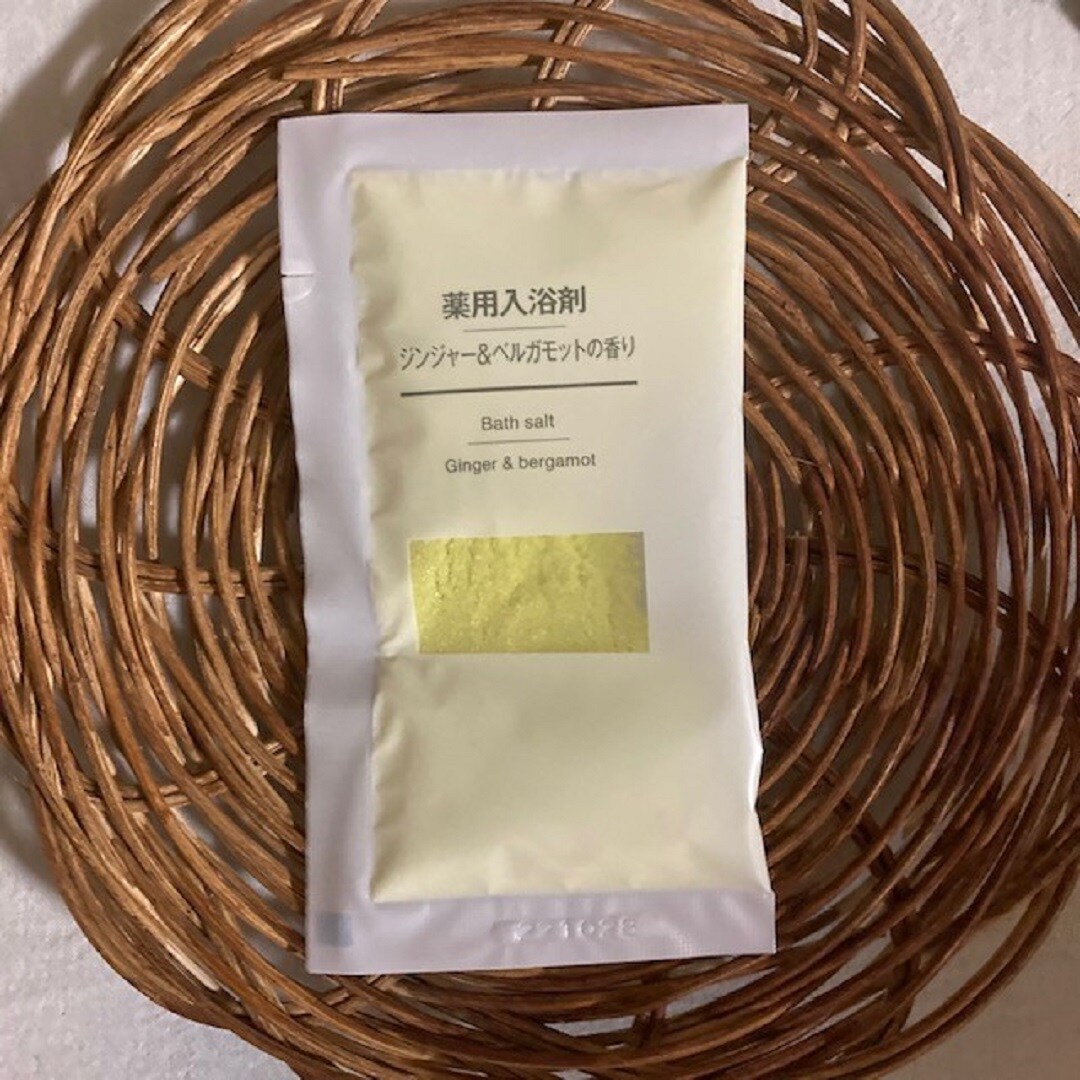 薬用入浴剤
ジンジャー&ベルガモットの香り
Bath salt
Ginger & bergamot